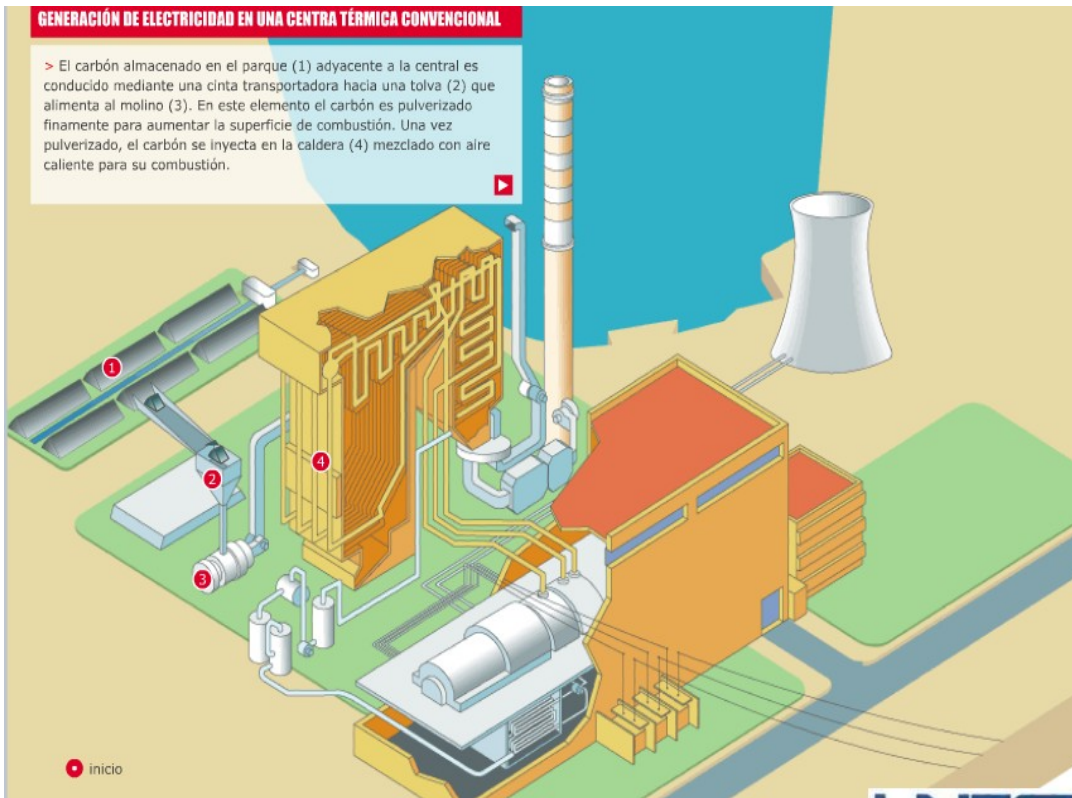 GENERACIÓN DE ELECTRICIDAD EN UNA CENTRA TÉRMICA CONVENCIONAL
> El carbón almacenado en el parque (1) adyacente a la central es
conducido mediante una cinta transportadora hacia una tolva (2) que
alimenta al molino (3). En este elemento el carbón es pulverizado
finamente para aumentar la superficie de combustión. Una vez
pulverizado, el carbón se inyecta en la caldera (4) mezclado con aire
caliente para su combustión.
1
2
4
3
inicio